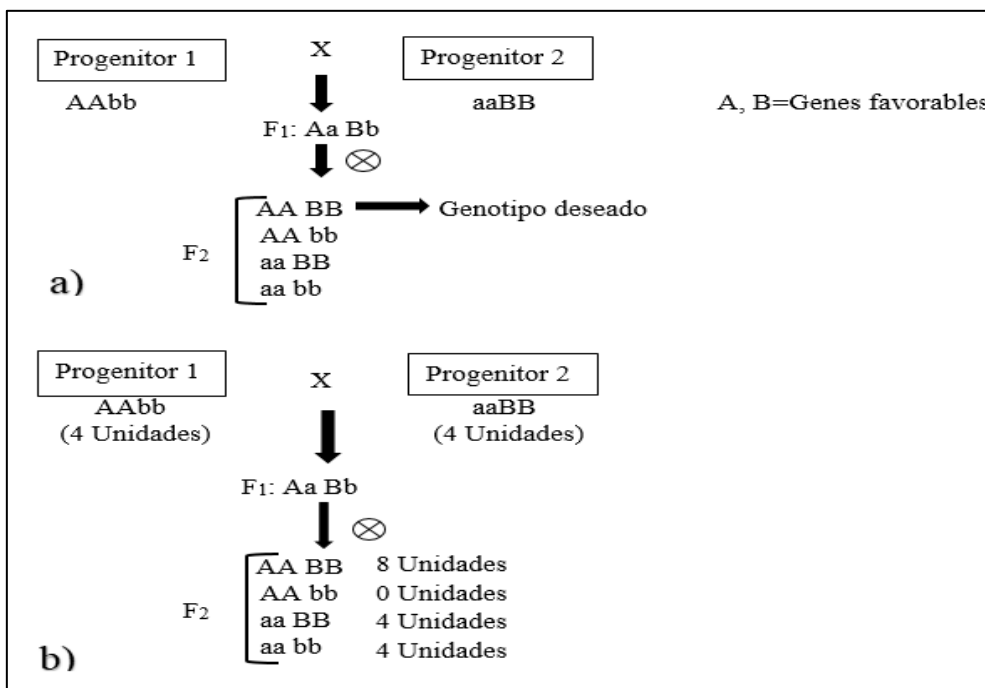 Progenitor 1 X Progenitor 2
AAbb aaBB A, B=Genes favorables
F1: Aa Bb
AA BB Genotipo deseado
AA bb
F2
aa BB
aa bb
a)
Progenitor 1 X Progenitor 2
AAbb aaBB
(4 Unidades) (4 Unidades)
F1: Aa Bb
AA BB 8 Unidades
AA bb 0 Unidades
F2 aa BB 4 Unidades
aa bb 4 Unidades
b)